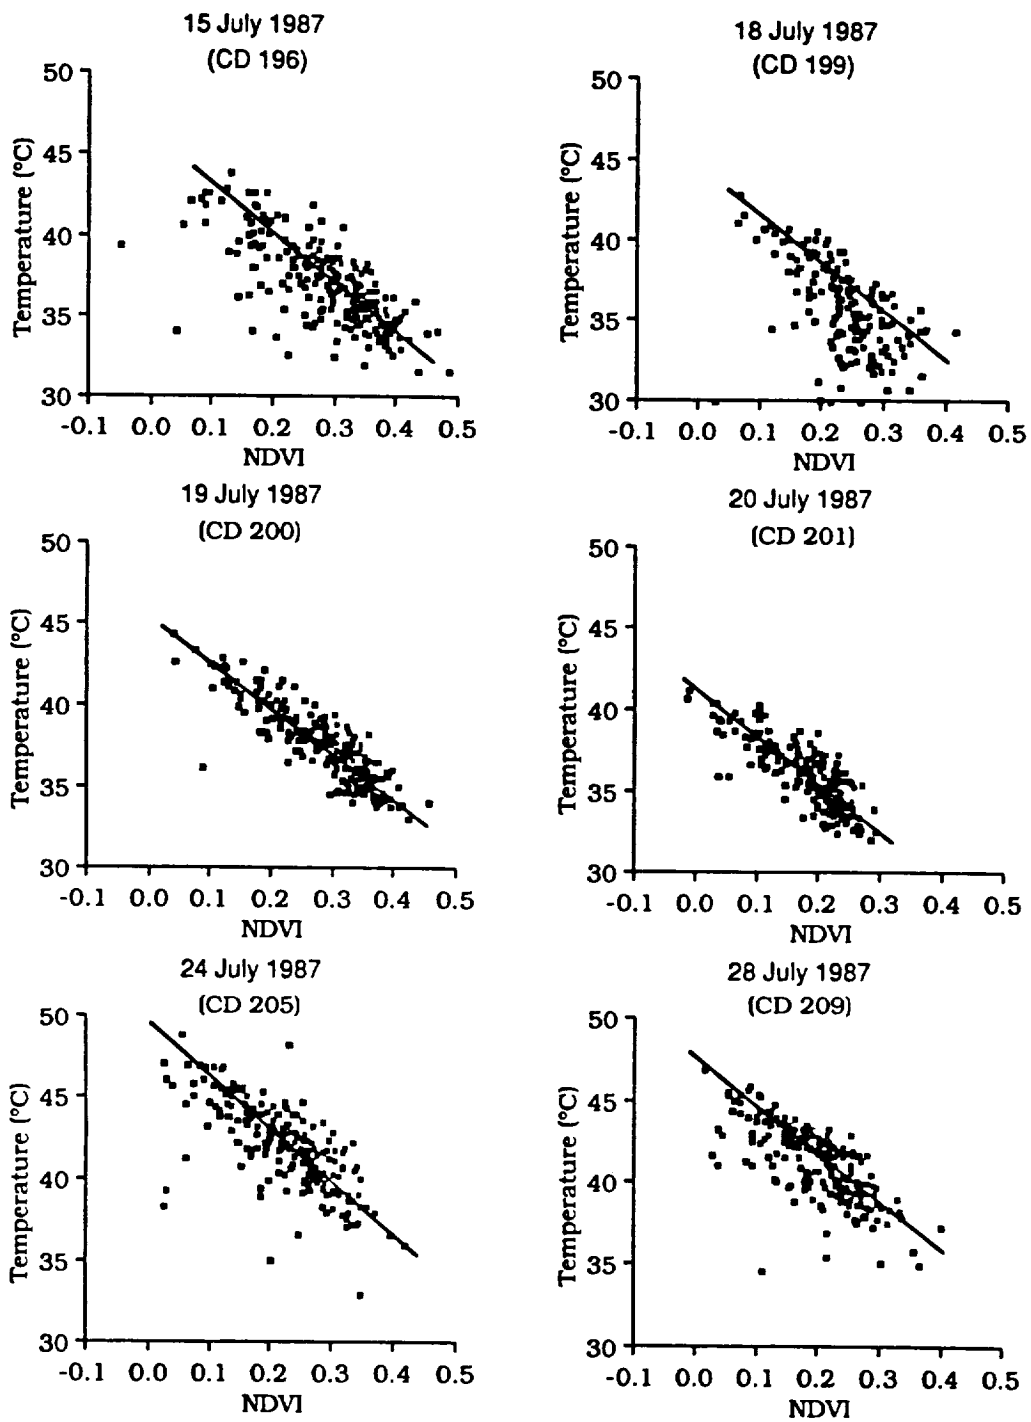 15 July 1987
(CD 196)
50
45
40
35
30
Temperature (°C)
-0.1 0.0 0.1 0.2 0.3 0.4 0.5
NDVI
18 July 1987
(CD 199)
50
45
40
35
30
Temperature (°C)
-0.1 0.0 0.1 0.2 0.3 0.4 0.5
NDVI
19 July 1987
(CD 200)
50
45
40
35
30
Temperature (°C)
-0.1 0.0 0.1 0.2 0.3 0.4 0.5
NDVI
20 July 1987
(CD 201)
50
45
40
35
30
Temperature (°C)
-0.1 0.0 0.1 0.2 0.3 0.4 0.5
NDVI
24 July 1987
(CD 205)
50
45
40
35
30
Temperature (°C)
-0.1 0.0 0.1 0.2 0.3 0.4 0.5
NDVI
28 July 1987
(CD 209)
50
45
40
35
30
Temperature (°C)
-0.1 0.0 0.1 0.2 0.3 0.4 0.5
NDVI